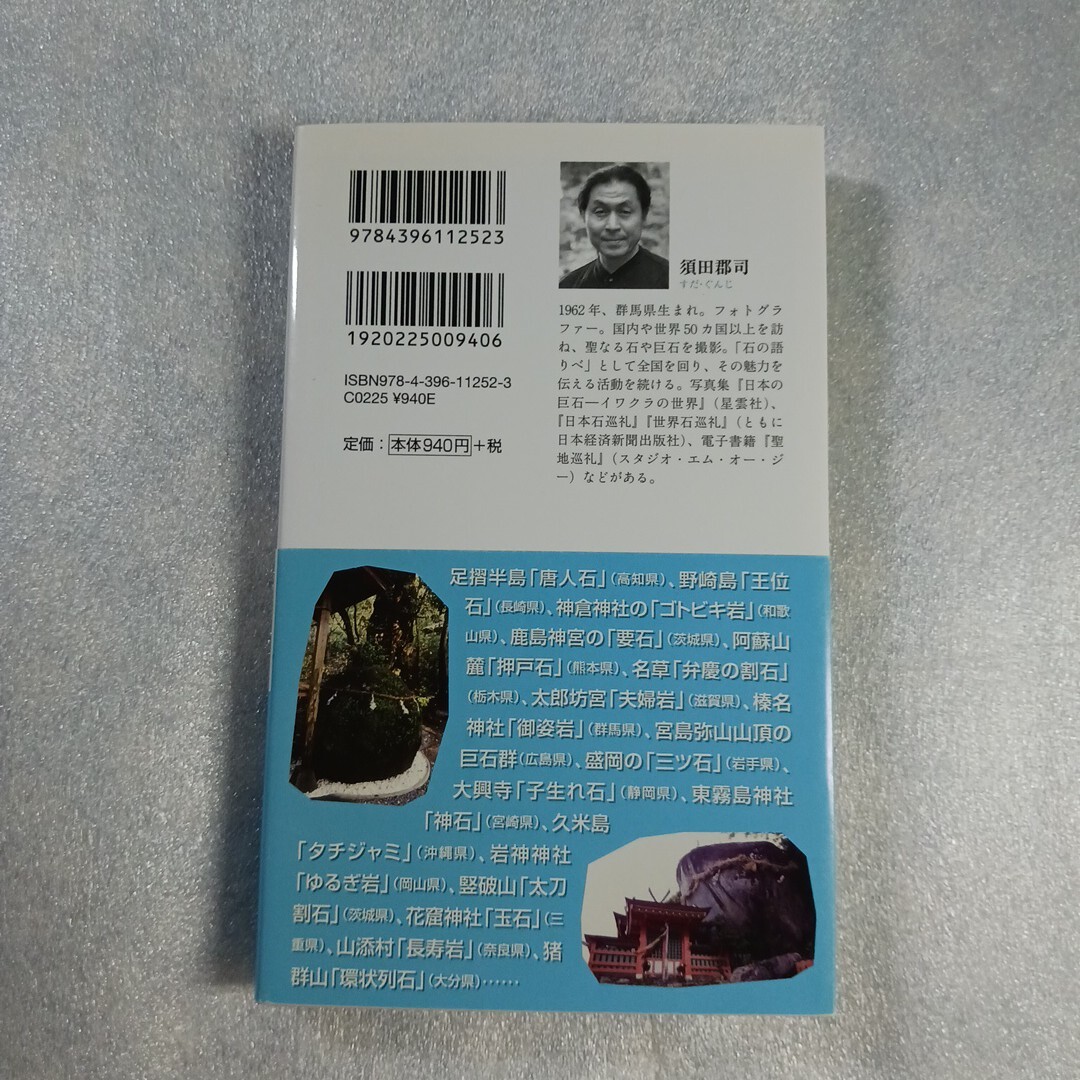 9784396112523
1920225009406
ISBN978-4-396-11252-3
C0225 ¥940E
定価：本体940円+税
須田郡司
すだ・ぐんじ
1962年、群馬県生まれ。フォトグラ
ファー。国内や世界50カ国以上を訪
ね、聖なる石や巨石を撮影。「石の語
りべ」として全国を回り、その魅力を
伝える活動を続ける。写真集『日本の
巨石―イワクラの世界』（星雲社）、
『日本石巡礼』『世界石巡礼』（ともに
日本経済新聞出版社）、電子書籍『聖
地巡礼』（スタジオ・エム・オー・ジ
ー）などがある。
足摺半島「唐人石」（高知県）、野崎島「王位
石」（長崎県）、神倉神社の「ゴトビキ岩」（和歌
山県）、鹿島神宮の「要石」（茨城県）、阿蘇山
麓「押戸石」（熊本県）、名草「弁慶の割石」
（栃木県）、太郎坊宮「夫婦岩」（滋賀県）、榛名
神社「御姿岩」（群馬県）、宮島弥山山頂の
巨石群（広島県）、盛岡の「三ツ石」（岩手県）、
大興寺「子生れ石」（静岡県）、東霧島神社
「神石」（宮崎県）、久米島
「タチジャミ」（沖縄県）、岩神神社
「ゆるぎ岩」（岡山県）、竪破山「太刀
割石」（茨城県）、花窟神社「玉石」（三
重県）、山添村「長寿岩」（奈良県）、猪
群山「環状列石」（大分県）……